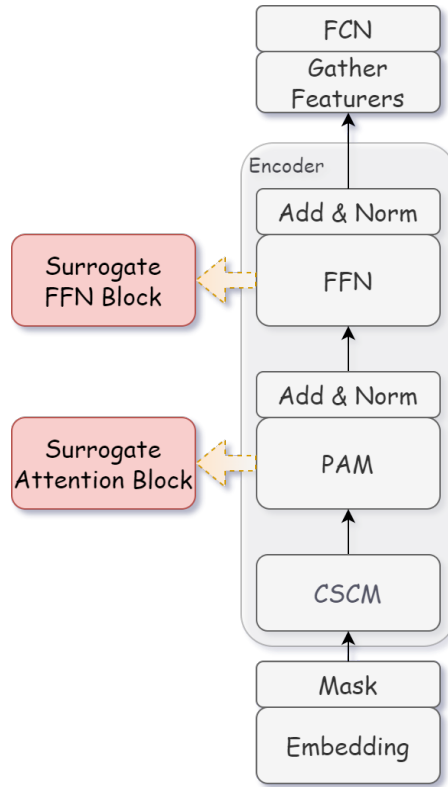 FCN
Gather
Featurers
Encoder
Add & Norm
FFN
Surrogate
FFN Block
Add & Norm
PAM
Surrogate
Attention Block
CSCM
Mask
Embedding